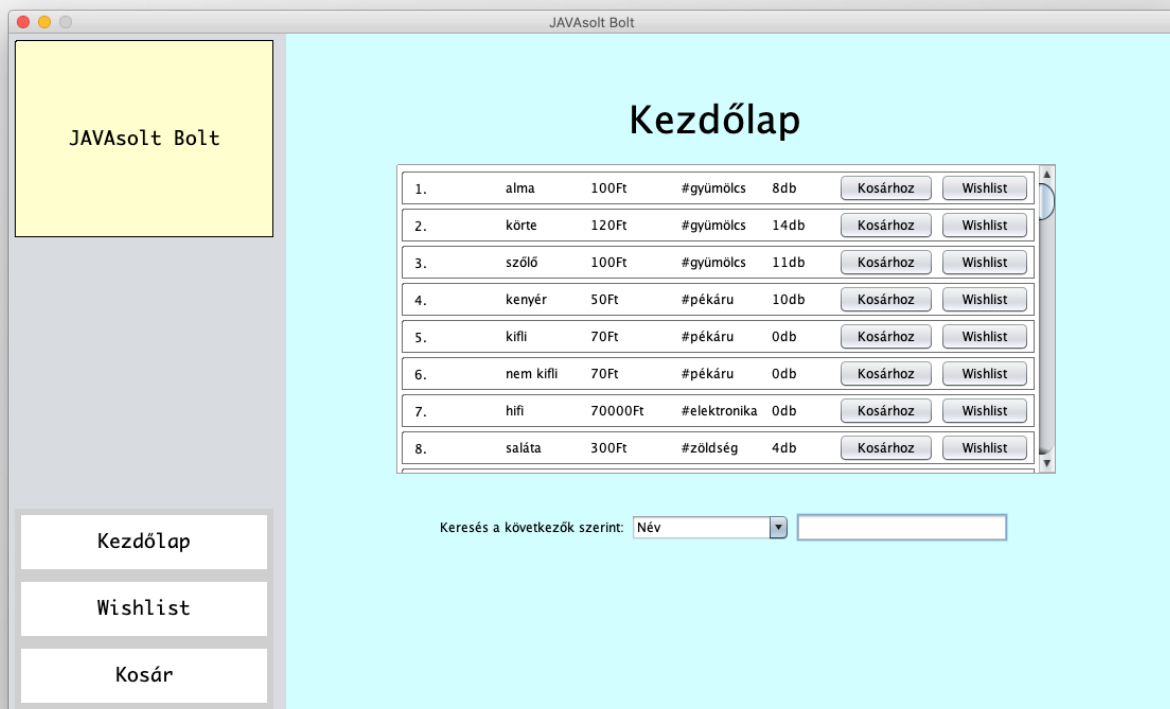 JAVAsolt Bolt
JAVAsolt Bolt
Kezdőlap
1. alma 100Ft #gyümölcs 8db Kosárhoz Wishlist
2. körte 120Ft #gyümölcs 14db Kosárhoz Wishlist
3. szőlő 100Ft #gyümölcs 11db Kosárhoz Wishlist
4. kenyér 50Ft #pékáru 10db Kosárhoz Wishlist
5. kifli 70Ft #pékáru 0db Kosárhoz Wishlist
6. nem kifli 70Ft #pékáru 0db Kosárhoz Wishlist
7. hifi 70000Ft #elektronika 0db Kosárhoz Wishlist
8. saláta 300Ft #zöldség 4db Kosárhoz Wishlist
Keresés a következők szerint: Név
Kezdőlap
Wishlist
Kosár